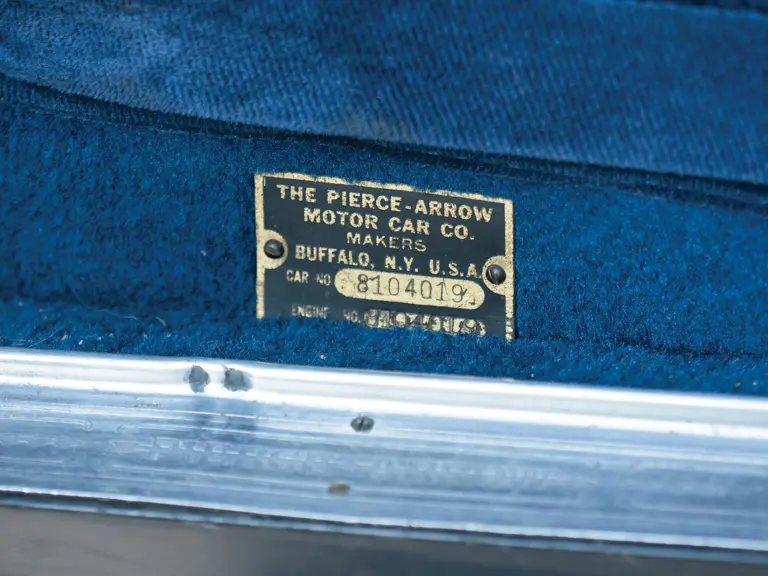 THE PIERCE-ARROW
MOTOR CAR CO.
MAKERS
BUFFALO, N.Y. U.S.A.
CAR NO 8104019
ENGINE NO.